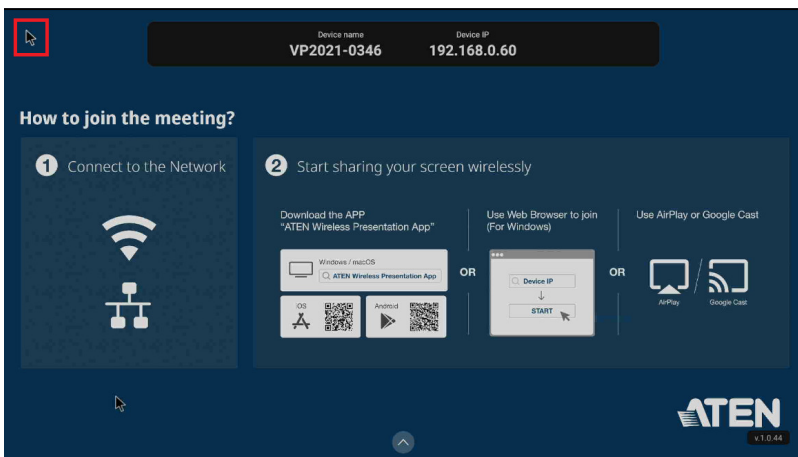 Device name
VP2021-0346
Device IP
192.168.0.60
How to join the meeting?
1 Connect to the Network
2 Start sharing your screen wirelessly
Download the APP
"ATEN Wireless Presentation App"
Windows / macOS
ATEN Wireless Presentation App
iOS
Android
OR
Use Web Browser to join
(For Windows)
Device IP
START
OR
Use AirPlay or Google Cast
AirPlay
Google Cast
ATEN
v.1.0.44